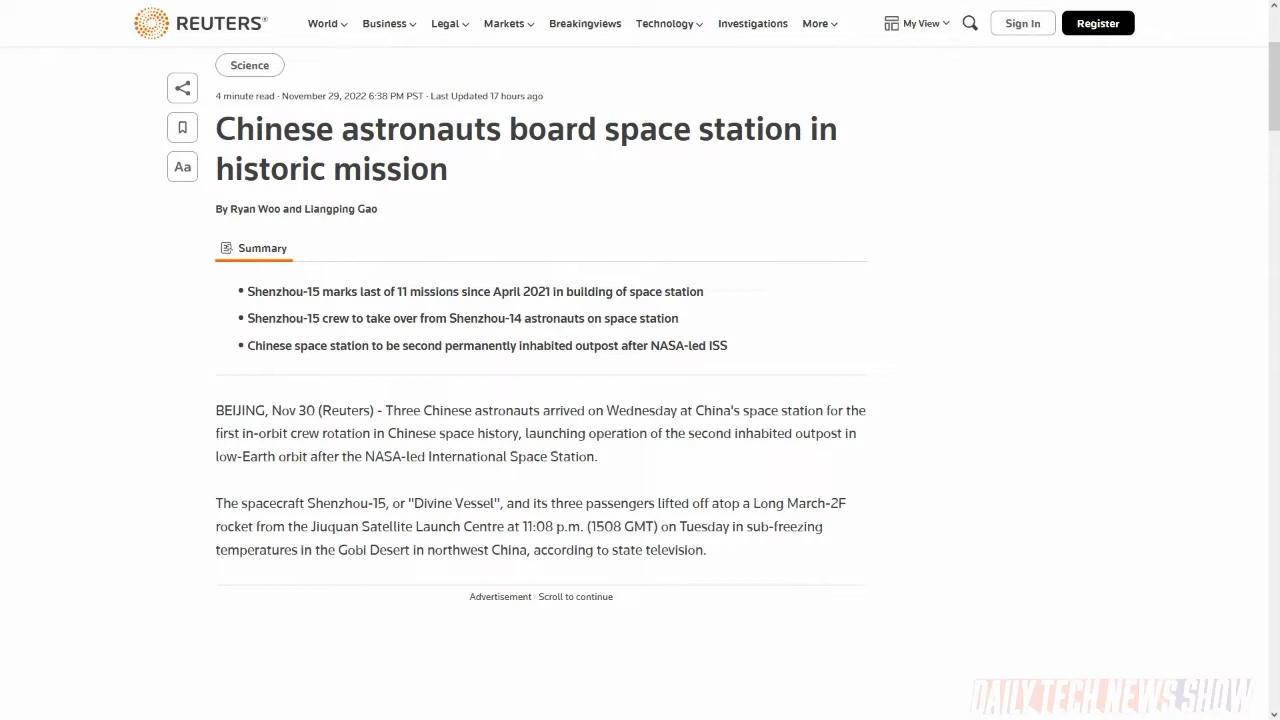 REUTERS®
World Business Legal Markets Breakingviews Technology Investigations More My View Sign In Register
Science
4 minute read · November 29, 2022 6:38 PM PST · Last Updated 17 hours ago
Chinese astronauts board space station in
historic mission
Aa
By Ryan Woo and Liangping Gao
Summary
• Shenzhou-15 marks last of 11 missions since April 2021 in building of space station
• Shenzhou-15 crew to take over from Shenzhou-14 astronauts on space station
• Chinese space station to be second permanently inhabited outpost after NASA-led ISS
BEIJING, Nov 30 (Reuters) - Three Chinese astronauts arrived on Wednesday at China's space station for the
first in-orbit crew rotation in Chinese space history, launching operation of the second inhabited outpost in
low-Earth orbit after the NASA-led International Space Station.
The spacecraft Shenzhou-15, or "Divine Vessel", and its three passengers lifted off atop a Long March-2F
rocket from the Jiuquan Satellite Launch Centre at 11:08 p.m. (1508 GMT) on Tuesday in sub-freezing
temperatures in the Gobi Desert in northwest China, according to state television.
Advertisement · Scroll to continue
DAILY TECH NEWS SHOW